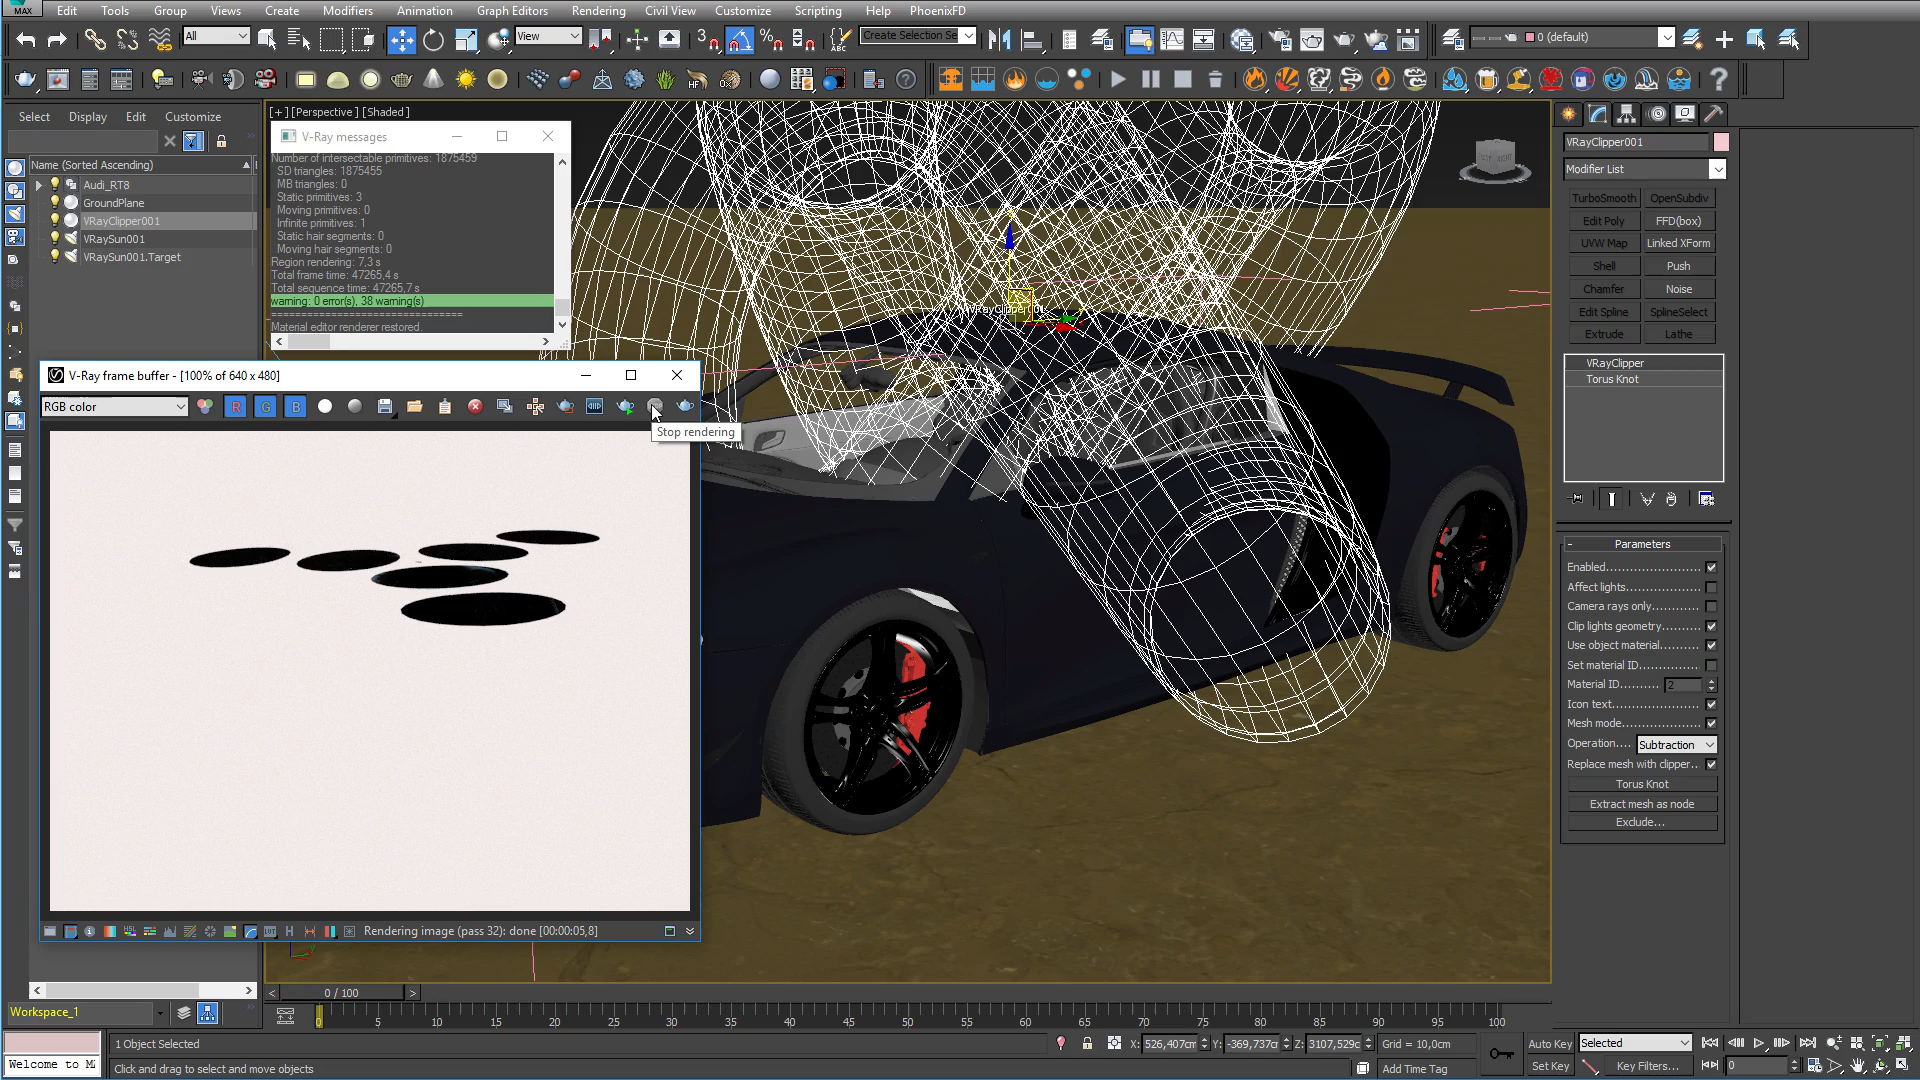 MAX Edit Tools Group Views Create Modifiers Animation Graph Editors Rendering Civil View Customize Scripting Help PhoenixFD
All View 3 % ABC Create Selection Se 0 (default)
HF
Select Display Edit Customize
Name (Sorted Ascending)
Audi_RT8
GroundPlane
VRayClipper001
VRaySun001
VRaySun001.Target
[+] [Perspective] [Shaded]
V-Ray messages
Number of intersectable primitives: 1875459
SD triangles: 1875455
MB triangles: 0
Static primitives: 3
Moving primitives: 0
Infinite primitives: 1
Static hair segments: 0
Moving hair segments: 0
Region rendering: 7,3 s
Total frame time: 47265,4 s
Total sequence time: 47265,7 s
warning: 0 error(s), 38 warning(s)
==============================
Material editor renderer restored.
V-Ray frame buffer - [100% of 640 x 480]
RGB color R G B
Stop rendering
HSL LUT H
Rendering image (pass 32): done [00:00:05,8]
VRayClipper001
Modifier List
TurboSmooth OpenSubdiv
Edit Poly FFD(box)
UVW Map Linked XForm
Shell Push
Chamfer Noise
Edit Spline SplineSelect
Extrude Lathe
VRayClipper
Torus Knot
- Parameters
Enabled
Affect lights
Camera rays only
Clip lights geometry
Use object material
Set material ID
Material ID 2
Icon text
Mesh mode
Operation.... Subtraction
Replace mesh with clipper..
Torus Knot
Extract mesh as node
Exclude...
< 0 / 100 >
0 5 10 15 20 25 30 35 40 45 50 55 60 65 70 75 80 85 90 95 100
Workspace_1
1 Object Selected X: 526,407cm Y: -369,737cm Z: 3107,529c Grid = 10,0cm Auto Key Selected
Welcome to M Click and drag to select and move objects Add Time Tag Set Key Key Filters... 0